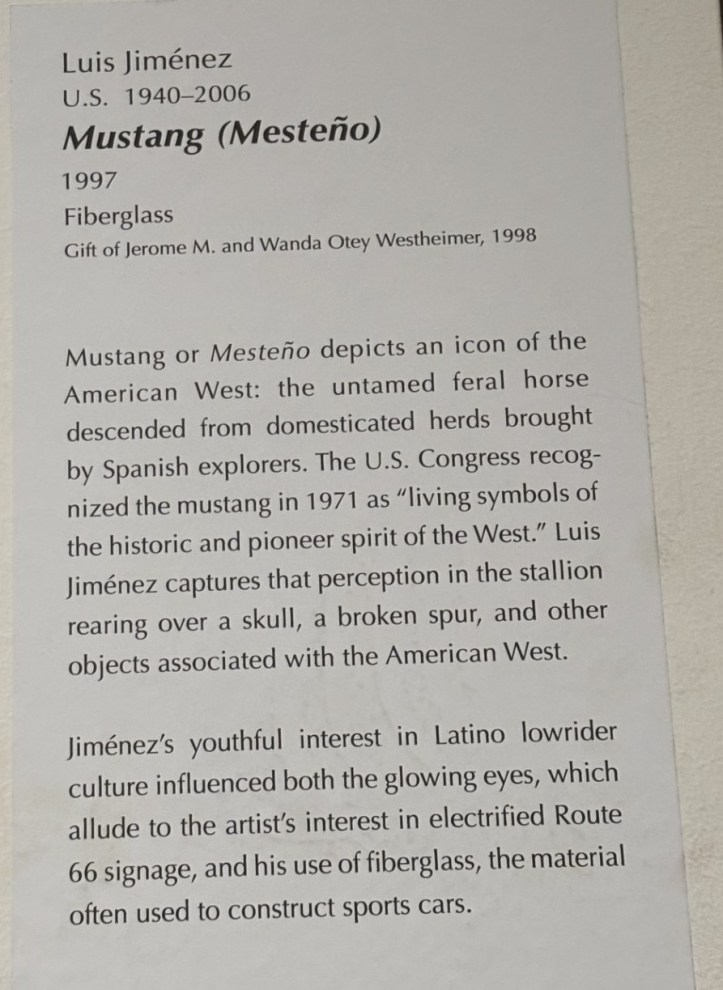 Luis Jiménez
U.S. 1940–2006
Mustang (Mesteño)
1997
Fiberglass
Gift of Jerome M. and Wanda Otey Westheimer, 1998
Mustang or Mesteño depicts an icon of the
American West: the untamed feral horse
descended from domesticated herds brought
by Spanish explorers. The U.S. Congress recog-
nized the mustang in 1971 as “living symbols of
the historic and pioneer spirit of the West.” Luis
Jiménez captures that perception in the stallion
rearing over a skull, a broken spur, and other
objects associated with the American West.
Jiménez’s youthful interest in Latino lowrider
culture influenced both the glowing eyes, which
allude to the artist’s interest in electrified Route
66 signage, and his use of fiberglass, the material
often used to construct sports cars.